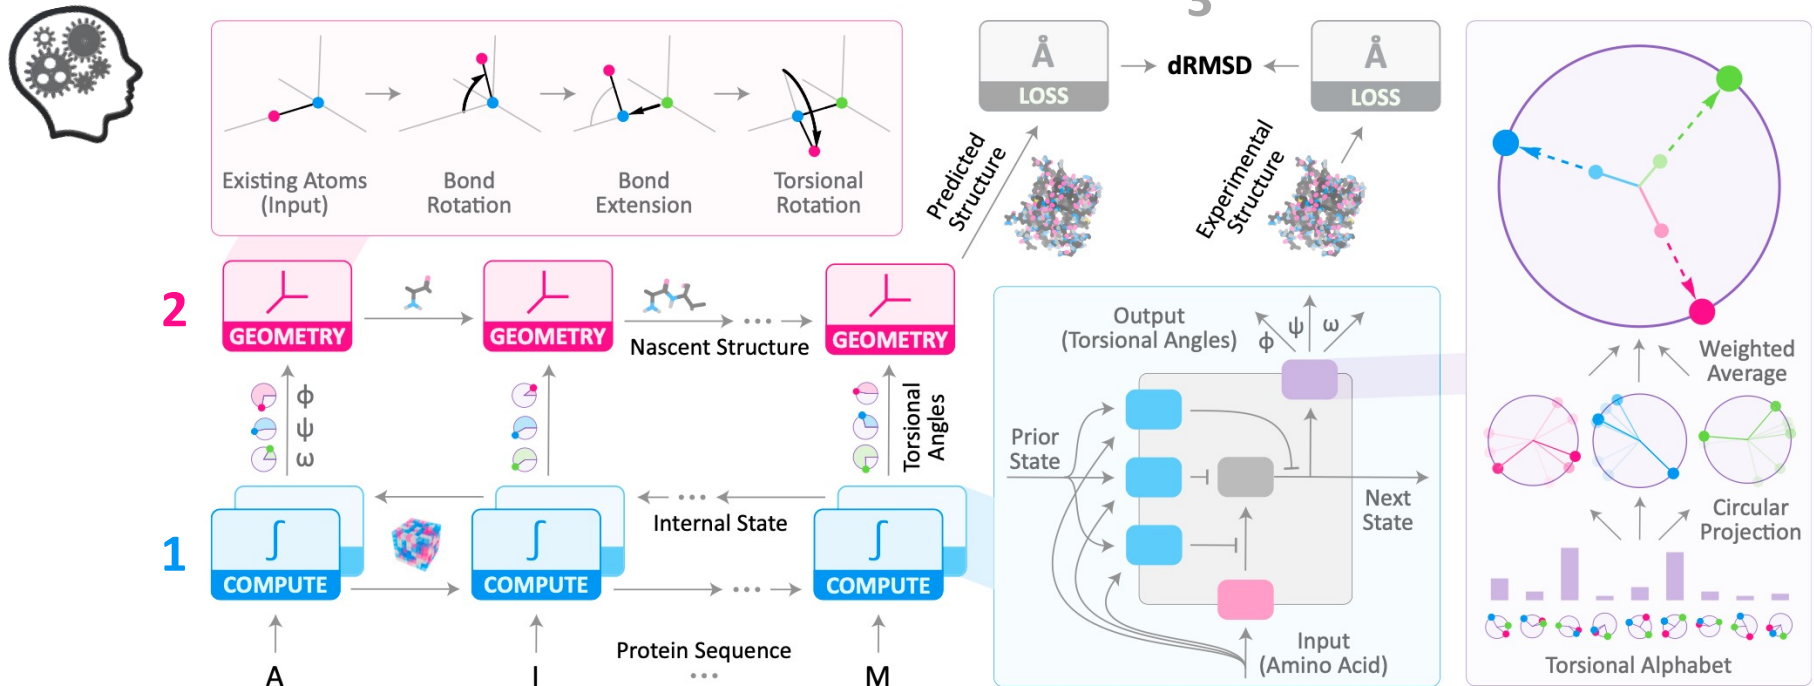 3
Å
LOSS
dRMSD
Å
LOSS
Existing Atoms
(Input)
Bond
Rotation
Bond
Extension
Torsional
Rotation
Predicted
Structure
Experimental
Structure
2
GEOMETRY
GEOMETRY
Nascent Structure
...
GEOMETRY
ϕ
ψ
ω
Torsional
Angles
1
∫
COMPUTE
∫
COMPUTE
...
Internal State
...
∫
COMPUTE
A
I
Protein Sequence
...
M
Output
(Torsional Angles)
ϕ
ψ
ω
Prior
State
Next
State
Input
(Amino Acid)
Weighted
Average
Circular
Projection
Torsional Alphabet